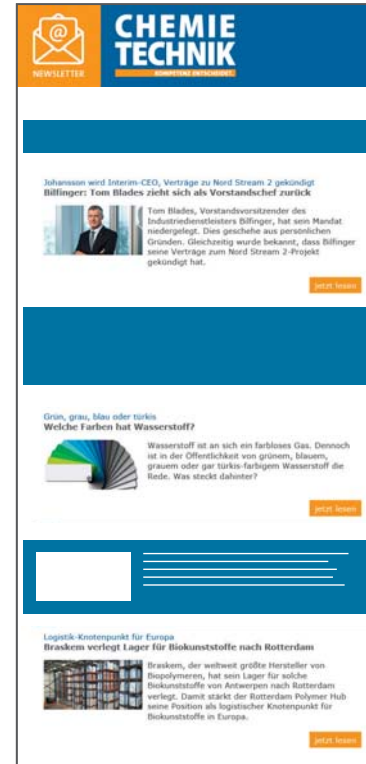 @
NEWSLETTER
CHEMIE
TECHNIK
KOMPETENZ ENTSCHEIDET.
Johansson wird Interim-CEO, Verträge zu Nord Stream 2 gekündigt
Bilfinger: Tom Blades zieht sich als Vorstandschef zurück
Tom Blades, Vorstandsvorsitzender des
Industriedienstleisters Bilfinger, hat sein Mandat
niedergelegt. Dies geschehe aus persönlichen
Gründen. Gleichzeitig wurde bekannt, dass Bilfinger
seine Verträge zum Nord Stream 2-Projekt
gekündigt hat.
jetzt lesen
Grün, grau, blau oder türkis
Welche Farben hat Wasserstoff?
Wasserstoff ist an sich ein farbloses Gas. Dennoch
ist in der Öffentlichkeit von grünem, blauem,
grauem oder gar türkis-farbigem Wasserstoff die
Rede. Was steckt dahinter?
jetzt lesen
Logistik-Knotenpunkt für Europa
Braskem verlegt Lager für Biokunststoffe nach Rotterdam
Braskem, der weltweit größte Hersteller von
Biopolymeren, hat sein Lager für solche
Biokunststoffe von Antwerpen nach Rotterdam
verlegt. Damit stärkt der Rotterdam Polymer Hub
seine Position als logistischer Knotenpunkt für
Biokunststoffe in Europa.
jetzt lesen